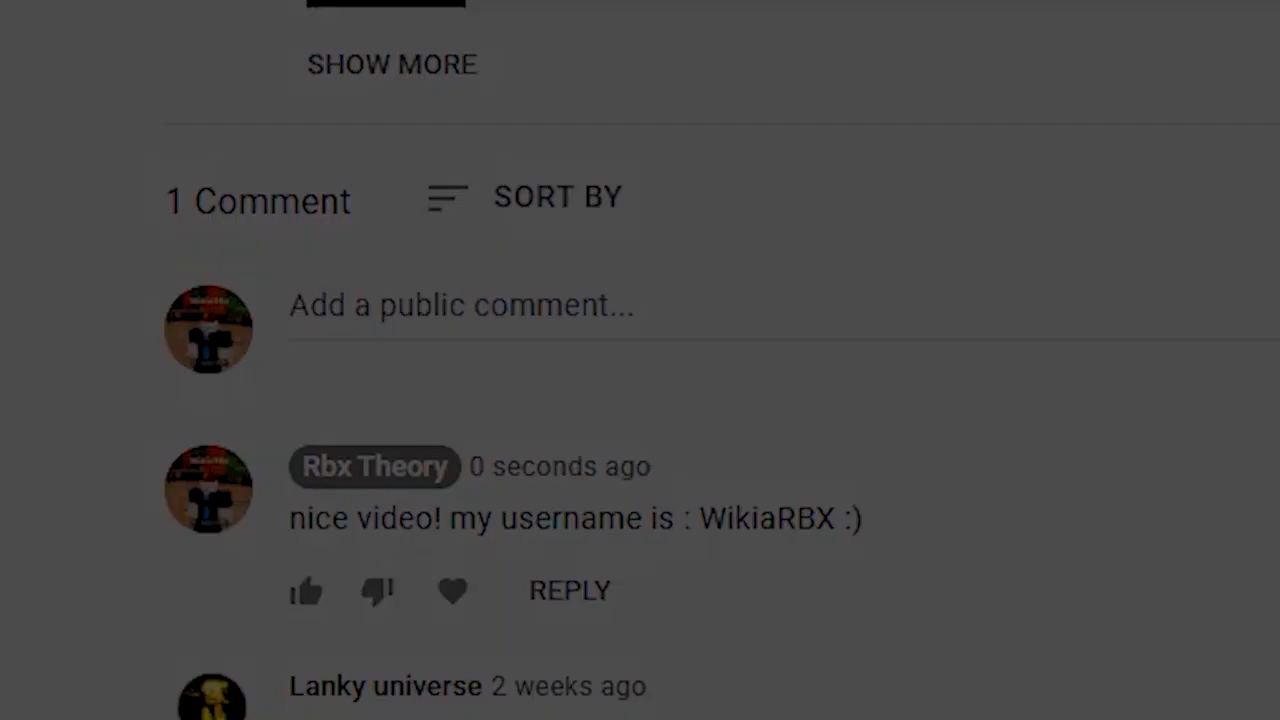 SHOW MORE
1 Comment
SORT BY
Add a public comment...
Rbx Theory 0 seconds ago
nice video! my username is : WikiaRBX :)
REPLY
Lanky universe 2 weeks ago